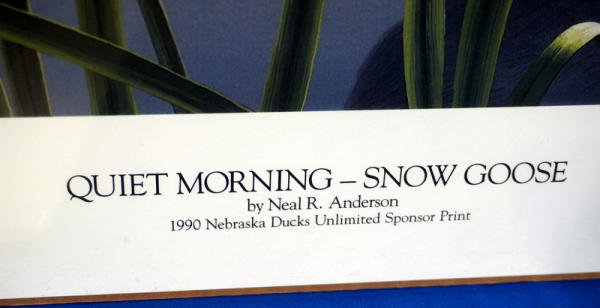 QUIET MORNING – SNOW GOOSE
by Neal R. Anderson
1990 Nebraska Ducks Unlimited Sponsor Print